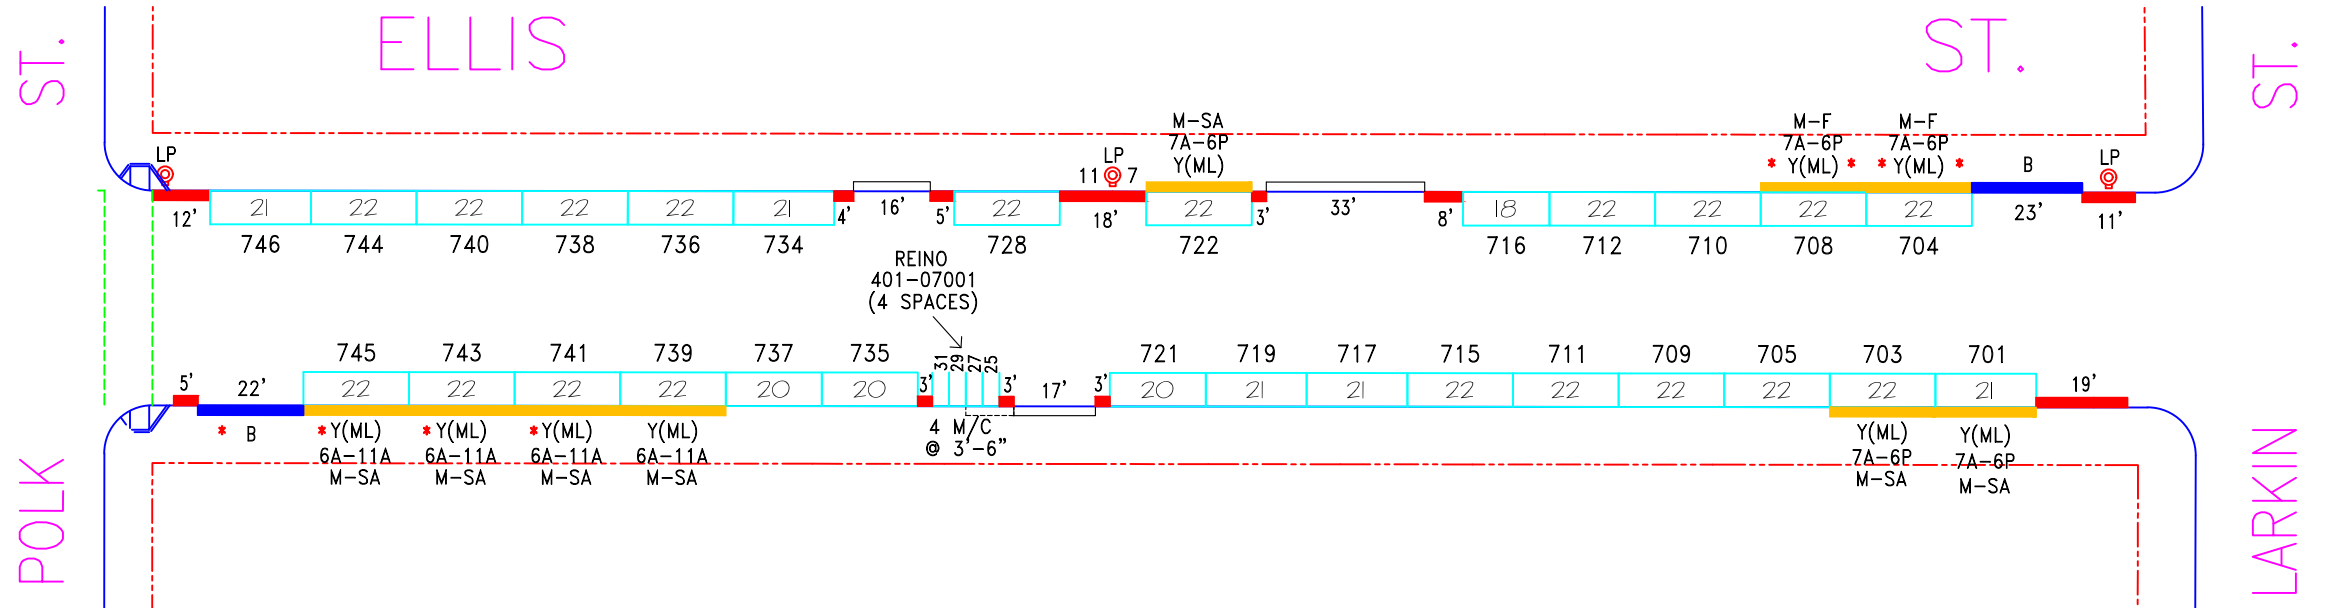 ELLIS ST.
ST.
ST.
M-SA
7A-6P
Y(ML)
M-F
7A-6P
* Y(ML) *
M-F
7A-6P
* Y(ML) *
LP
11 LP 7
B
LP
12'
21
22
22
22
22
21
4'
16'
5'
22
18'
22
3'
33'
8'
18
22
22
22
22
23'
11'
746
744
740
738
736
734
728
722
716
712
710
708
704
REINO
401-07001
(4 SPACES)
745
743
741
739
737
735
31
29
27
25
721
719
717
715
711
709
705
703
701
5'
22'
22
22
22
22
20
20
3'
3'
17'
3'
20
21
21
22
22
22
22
22
21
19'
* B
* Y(ML)
6A-11A
M-SA
* Y(ML)
6A-11A
M-SA
* Y(ML)
6A-11A
M-SA
Y(ML)
6A-11A
M-SA
4 M/C
@ 3'-6"
Y(ML)
7A-6P
M-SA
Y(ML)
7A-6P
M-SA
POLK
LARKIN